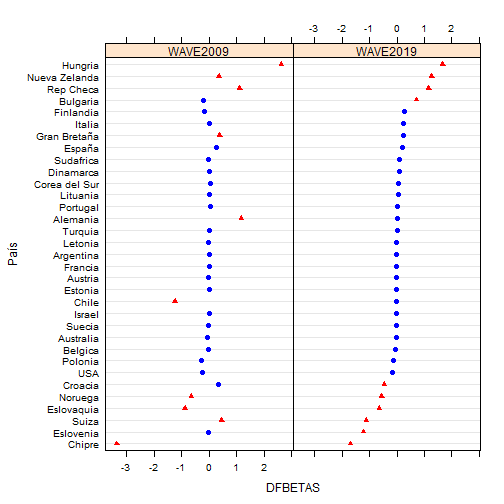 -3 -2 -1 0 1 2
WAVE2009 WAVE2019
Hungria
Nueva Zelanda
Rep Checa
Bulgaria
Finlandia
Italia
Gran Bretaña
España
Sudafrica
Dinamarca
Corea del Sur
Lituania
Portugal
Alemania
Turquia
Letonia
Argentina
Francia
Austria
Estonia
Chile
Israel
Suecia
Australia
Belgica
Polonia
USA
Croacia
Noruega
Eslovaquia
Suiza
Eslovenia
Chipre
País
-3 -2 -1 0 1 2
DFBETAS